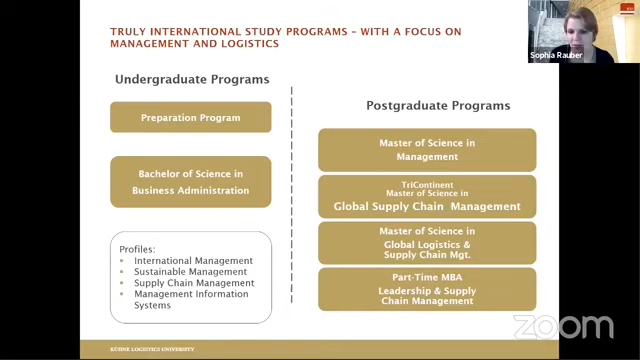 TRULY INTERNATIONAL STUDY PROGRAMS – WITH A FOCUS ON
MANAGEMENT AND LOGISTICS
Sophia Rauber
Undergraduate Programs
Preparation Program
Bachelor of Science in
Business Administration
Profiles:
• International Management
• Sustainable Management
• Supply Chain Management
• Management Information
Systems
Postgraduate Programs
Master of Science in
Management
TriContinent
Master of Science in
Global Supply Chain Management
Master of Science in
Global Logistics &
Supply Chain Mgt.
Part-Time MBA
Leadership & Supply
Chain Management
KÜHNE LOGISTICS UNIVERSITY
zoom